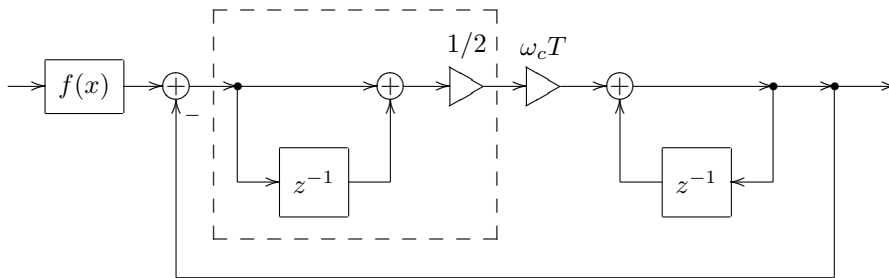 1/2
ω_cT
f(x)
+
+
+
−
z⁻¹
z⁻¹